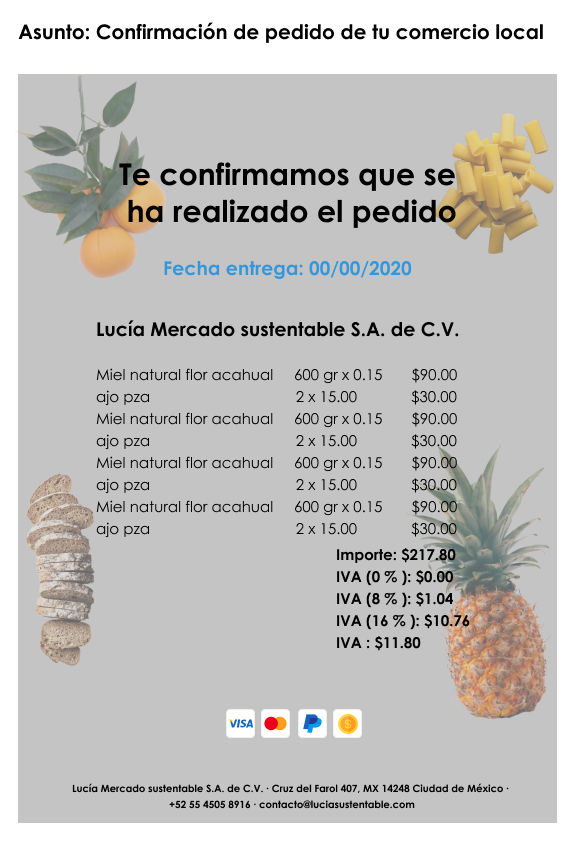 Asunto: Confirmación de pedido de tu comercio local
Te confirmamos que se
ha realizado el pedido
Fecha entrega: 00/00/2020
Lucía Mercado sustentable S.A. de C.V.
Miel natural flor acahual 600 gr x 0.15 $90.00
ajo pza 2 x 15.00 $30.00
Miel natural flor acahual 600 gr x 0.15 $90.00
ajo pza 2 x 15.00 $30.00
Miel natural flor acahual 600 gr x 0.15 $90.00
ajo pza 2 x 15.00 $30.00
Miel natural flor acahual 600 gr x 0.15 $90.00
ajo pza 2 x 15.00 $30.00
Importe: $217.80
IVA (0 % ): $0.00
IVA (8 % ): $1.04
IVA (16 % ): $10.76
IVA : $11.80
VISA
Lucía Mercado sustentable S.A. de C.V. · Cruz del Farol 407, MX 14248 Ciudad de México ·
+52 55 4505 8916 · contacto@luciasustentable.com